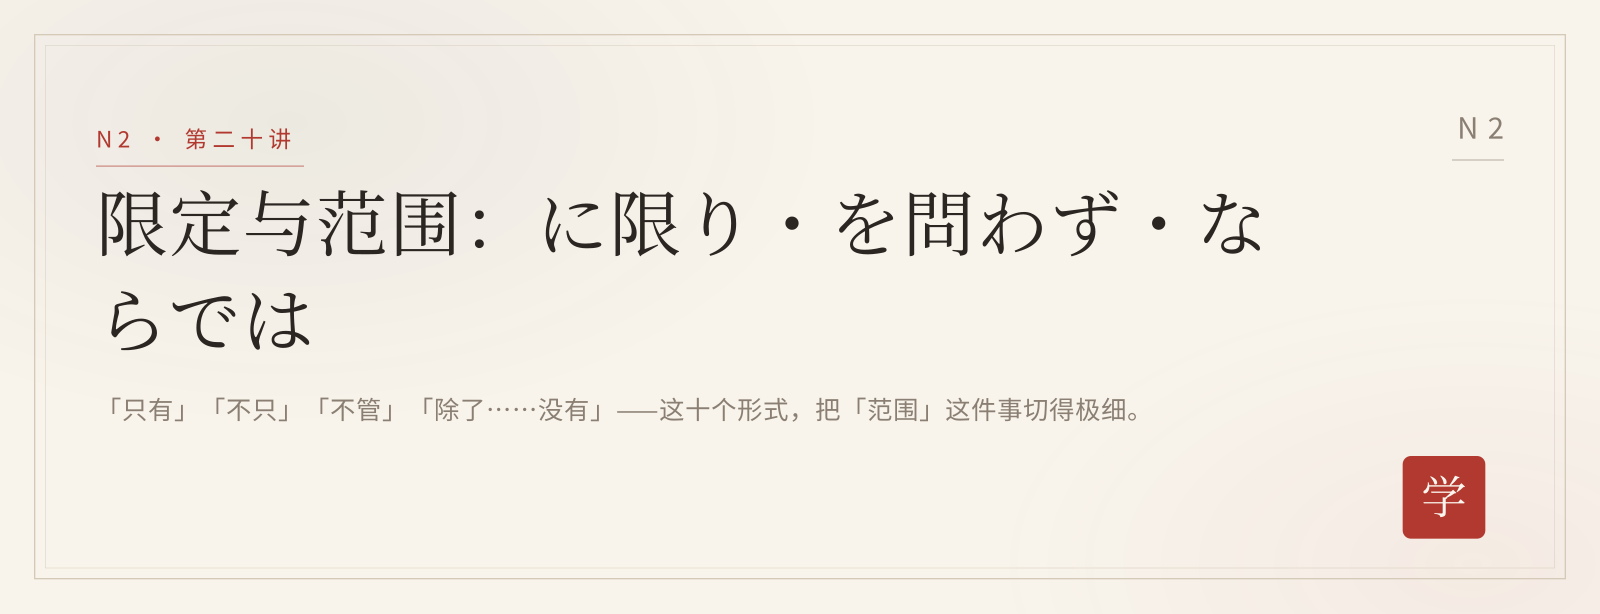 N2 · 第二十讲
N2
限定与范围：に限り・を問わず・な
らでは
「只有」「不只」「不管」「除了……没有」——这十个形式，把「范围」这件事切得极细。
学